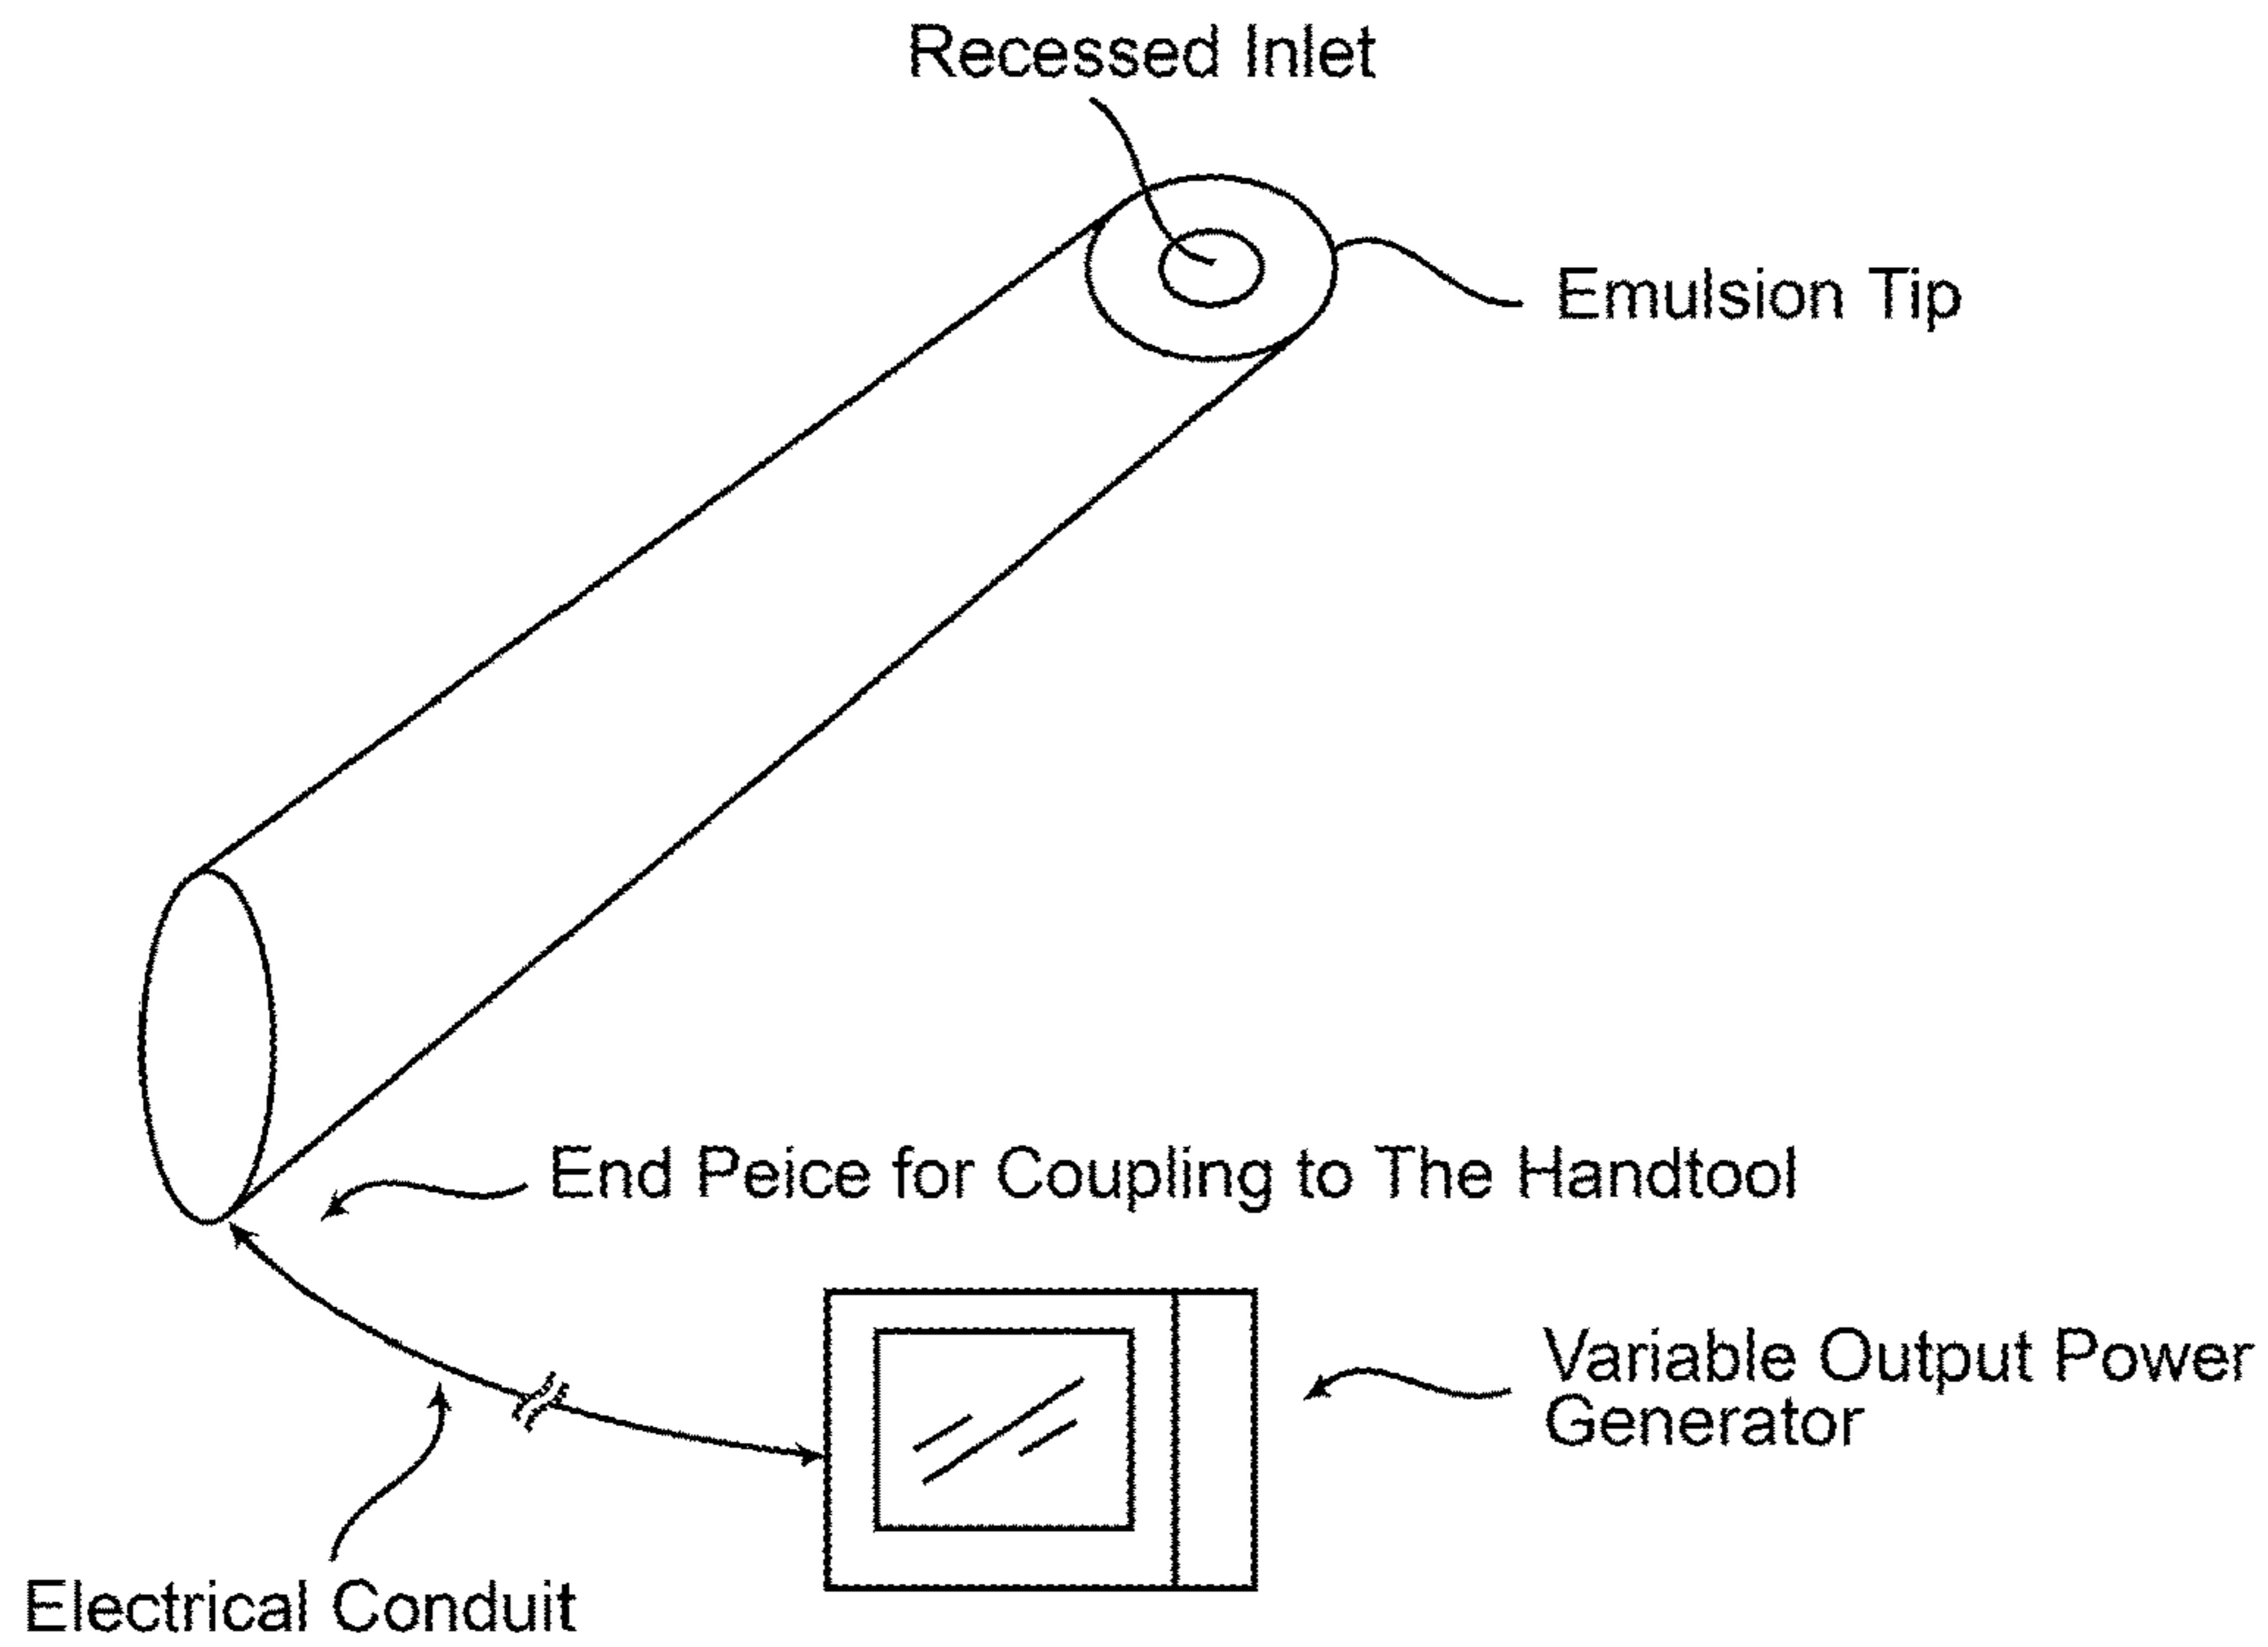 Recessed Inlet
Emulsion Tip
End Peice for Coupling to The Handtool
Variable Output Power
Generator
Electrical Conduit